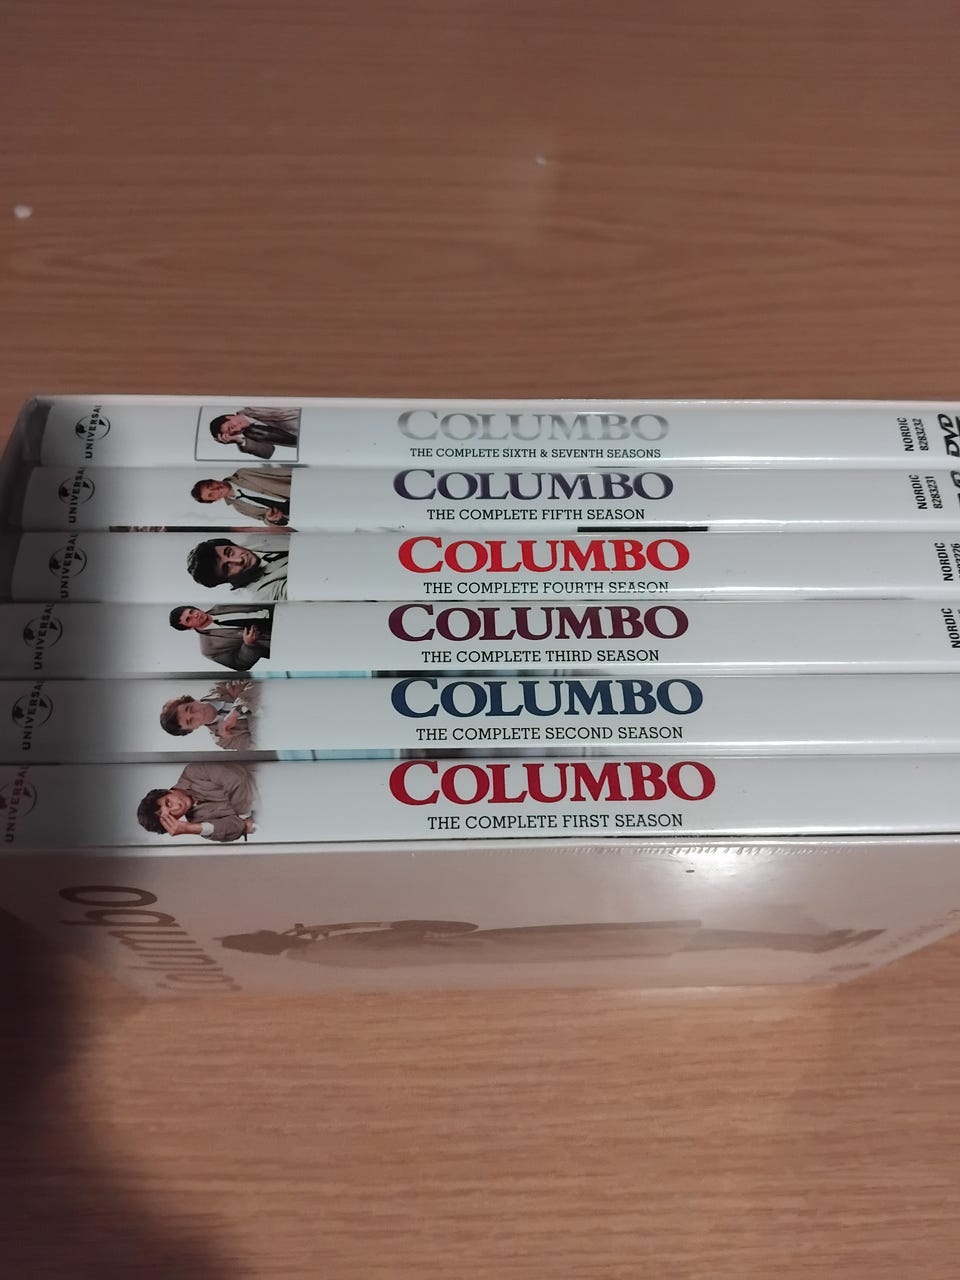 UNIVERSAL
COLUMBO
THE COMPLETE SIXTH & SEVENTH SEASONS
NORDIC
8283232
DVD
UNIVERSAL
COLUMBO
THE COMPLETE FIFTH SEASON
NORDIC
8283231
UNIVERSAL
COLUMBO
THE COMPLETE FOURTH SEASON
NORDIC
UNIVERSAL
COLUMBO
THE COMPLETE THIRD SEASON
NORDIC
UNIVERSAL
COLUMBO
THE COMPLETE SECOND SEASON
UNIVERSAL
COLUMBO
THE COMPLETE FIRST SEASON
Columbo